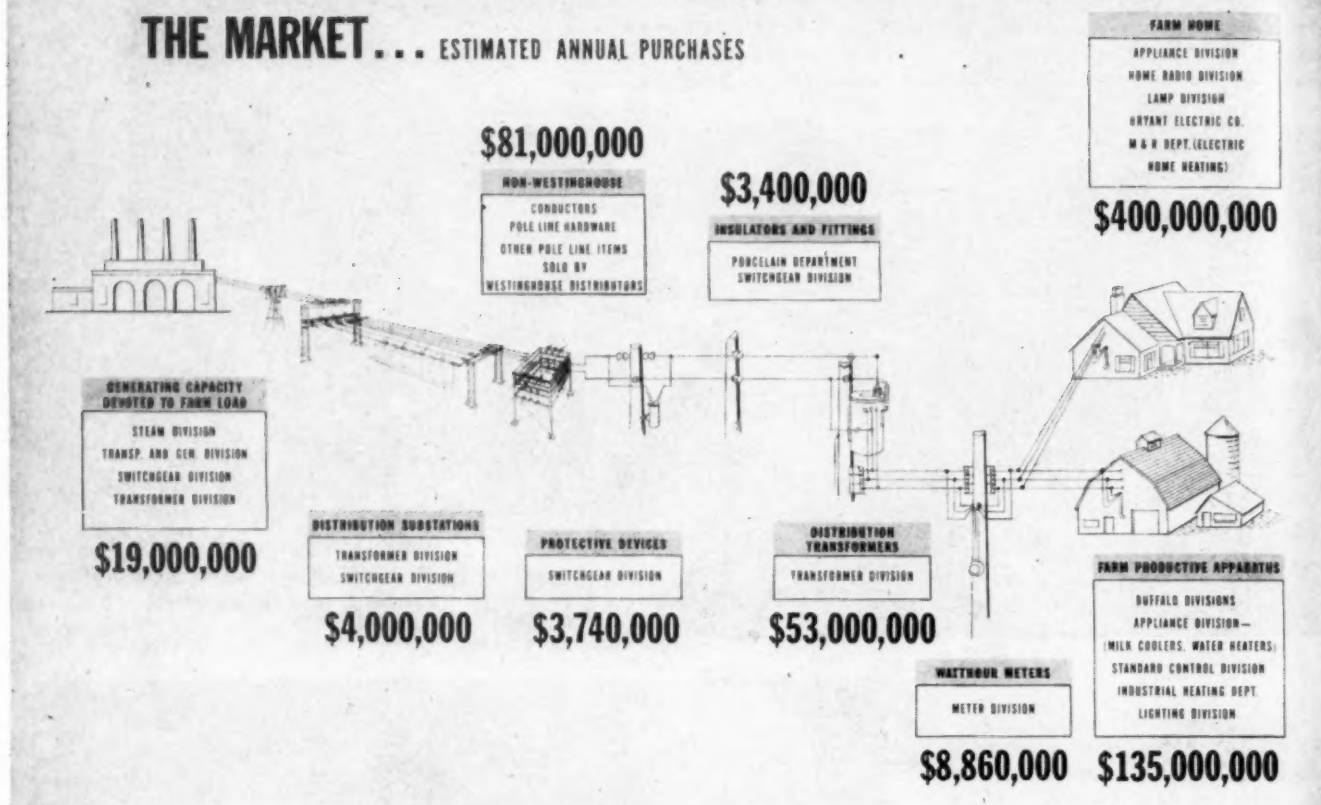 THE MARKET... ESTIMATED ANNUAL PURCHASES
FARM HOME
APPLIANCE DIVISION
HOME RADIO DIVISION
LAMP DIVISION
BRYANT ELECTRIC CO.
M & R DEPT. (ELECTRIC
HOME HEATING)
$400,000,000
$81,000,000
NON-WESTINGHOUSE
CONDUCTORS
POLE LINE HARDWARE
OTHER POLE LINE ITEMS
SOLD BY
WESTINGHOUSE DISTRIBUTORS
$3,400,000
INSULATORS AND FITTINGS
PORCELAIN DEPARTMENT
SWITCHGEAR DIVISION
GENERATING CAPACITY
DEVOTED TO FARM LOAD
STEAM DIVISION
TRANSP. AND GEN. DIVISION
SWITCHGEAR DIVISION
TRANSFORMER DIVISION
$19,000,000
DISTRIBUTION SUBSTATIONS
TRANSFORMER DIVISION
SWITCHGEAR DIVISION
$4,000,000
PROTECTIVE DEVICES
SWITCHGEAR DIVISION
$3,740,000
DISTRIBUTION
TRANSFORMERS
TRANSFORMER DIVISION
$53,000,000
WATTHOUR METERS
METER DIVISION
$8,860,000
FARM PRODUCTIVE APPARATUS
BUFFALO DIVISIONS
APPLIANCE DIVISION—
(MILK COOLERS, WATER HEATERS)
STANDARD CONTROL DIVISION
INDUSTRIAL HEATING DEPT.
LIGHTING DIVISION
$135,000,000